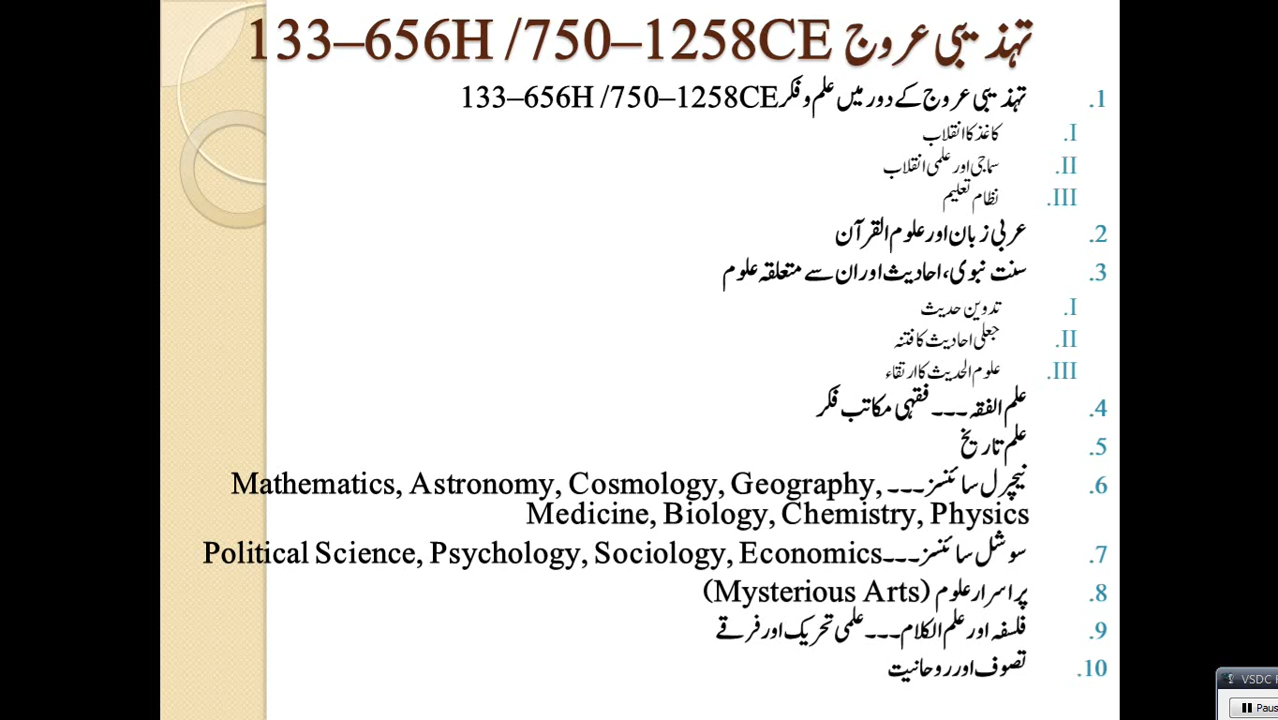 تہذیبی عروج 133–656H /750–1258CE
1. تہذیبی عروج کے دور میں علم و فکر 133–656H /750–1258CE
I. کاغذ کا انقلاب
II. سماجی اور علمی انقلاب
III. نظام تعلیم
2. عربی زبان اور علوم القرآن
3. سنت نبوی، احادیث اور ان سے متعلقہ علوم
I. تدوین حدیث
II. جعلی احادیث کا فتنہ
III. علوم الحدیث کا ارتقاء
4. علم الفقہ ۔۔۔ فقہی مکاتب فکر
5. علم تاریخ
6. نیچرل سائنسز ۔۔۔ Mathematics, Astronomy, Cosmology, Geography,
Medicine, Biology, Chemistry, Physics
7. سوشل سائنسز۔۔۔ Political Science, Psychology, Sociology, Economics
8. پراسرار علوم (Mysterious Arts)
9. فلسفہ اور علم الکلام۔۔۔ علمی تحریک اور فرقے
10. تصوف اور روحانیت
VSDC
Paus